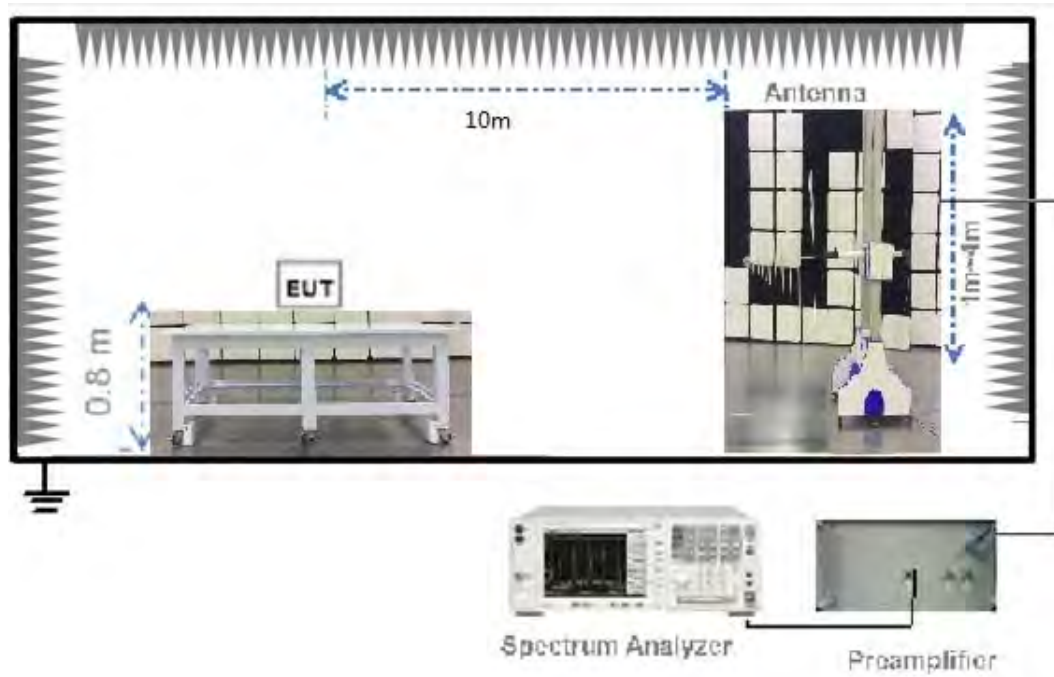 Antenna
10m
1m~4m
EUT
0.8 m
Spectrum Analyzer
Preamplifier